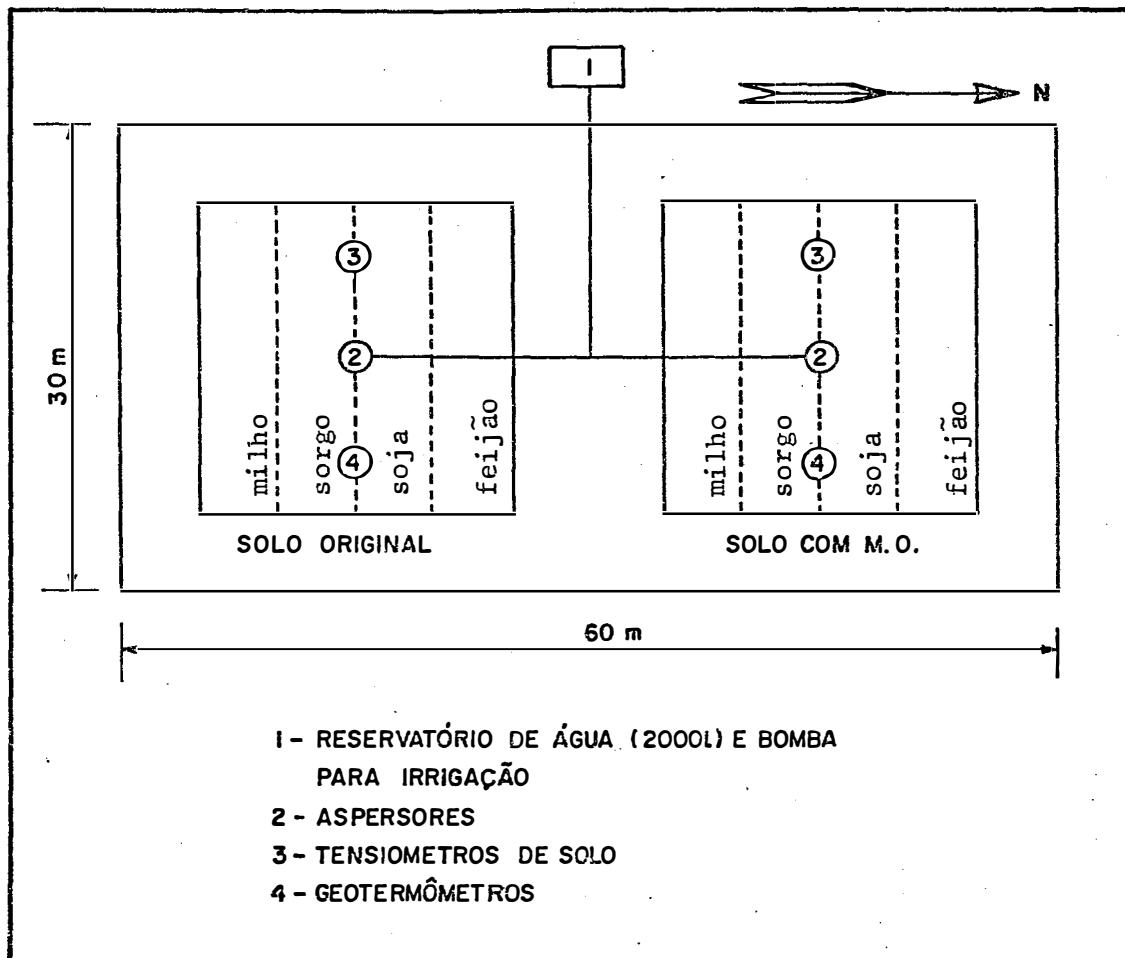 1
N
30 m
3
3
2
2
4
4
milho
sorgo
soja
feijão
milho
sorgo
soja
feijão
SOLO ORIGINAL
SOLO COM M.O.
60 m
1 - RESERVATÓRIO DE ÁGUA (2000L) E BOMBA
PARA IRRIGAÇÃO
2 - ASPERSORES
3 - TENSIOMETROS DE SOLO
4 - GEOTERMÔMETROS